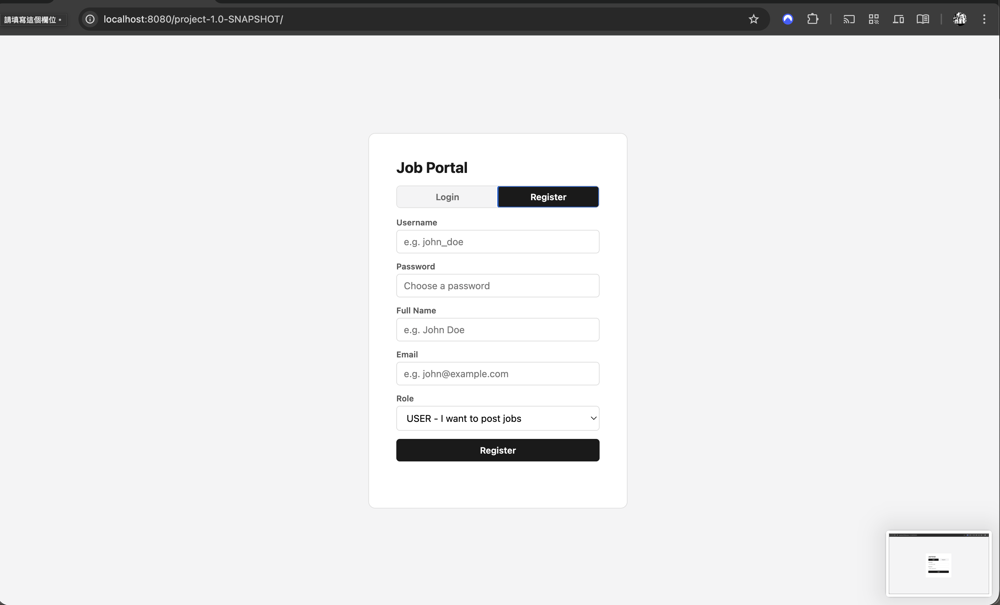 請填寫這個欄位。
localhost:8080/project-1.0-SNAPSHOT/
Job Portal
Login
Register
Username
e.g. john_doe
Password
Choose a password
Full Name
e.g. John Doe
Email
e.g. john@example.com
Role
USER - I want to post jobs
Register